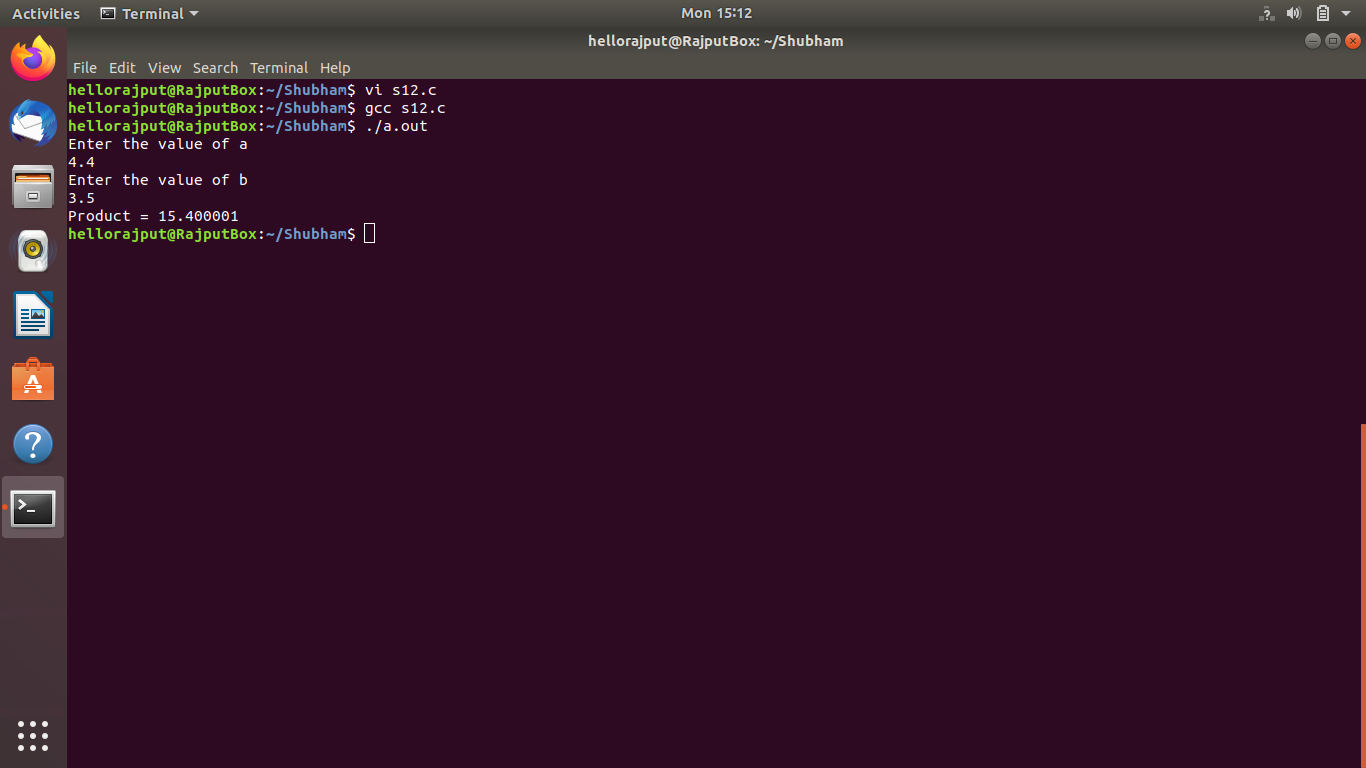 Activities Terminal Mon 15:12
hellorajput@RajputBox: ~/Shubham
File Edit View Search Terminal Help
hellorajput@RajputBox:~/Shubham$ vi s12.c
hellorajput@RajputBox:~/Shubham$ gcc s12.c
hellorajput@RajputBox:~/Shubham$ ./a.out
Enter the value of a
4.4
Enter the value of b
3.5
Product = 15.400001
hellorajput@RajputBox:~/Shubham$